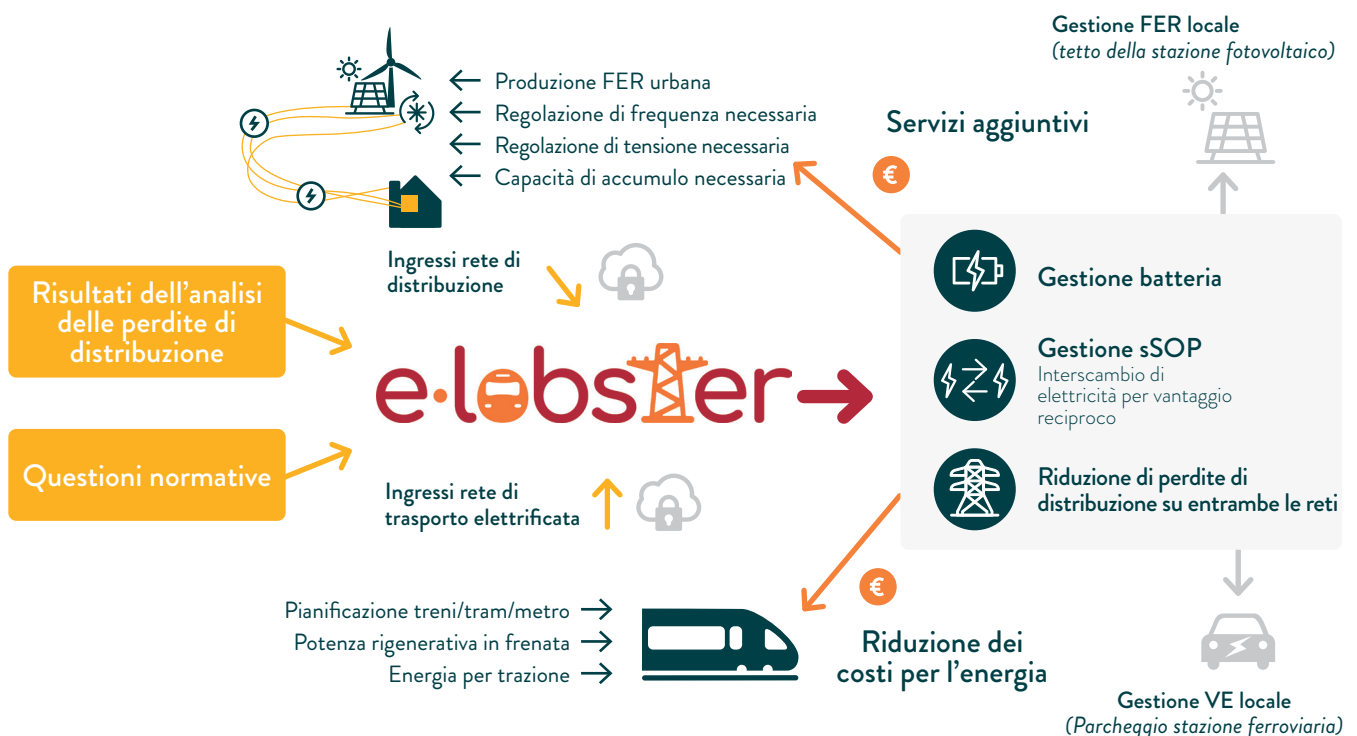 Gestione FER locale
(tetto della stazione fotovoltaico)
Produzione FER urbana
Regolazione di frequenza necessaria
Regolazione di tensione necessaria
Capacità di accumulo necessaria
Servizi aggiuntivi
€
Ingressi rete di
distribuzione
Risultati dell'analisi
delle perdite di
distribuzione
Questioni normative
e·lobster
Gestione batteria
Gestione sSOP
Interscambio di
elettricità per vantaggio
reciproco
Riduzione di perdite di
distribuzione su entrambe le reti
Ingressi rete di
trasporto elettrificata
€
Pianificazione treni/tram/metro
Potenza rigenerativa in frenata
Energia per trazione
Riduzione dei
costi per l'energia
Gestione VE locale
(Parcheggio stazione ferroviaria)